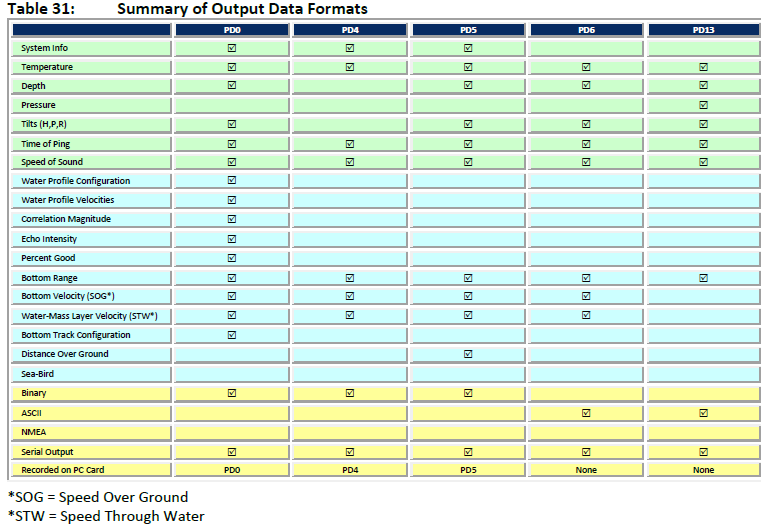 Table 31: Summary of Output Data Formats
PD0 PD4 PD5 PD6 PD13
System Info ☑ ☑ ☑
Temperature ☑ ☑ ☑ ☑ ☑
Depth ☑ ☑ ☑ ☑
Pressure ☑
Tilts (H,P,R) ☑ ☑ ☑ ☑
Time of Ping ☑ ☑ ☑ ☑ ☑
Speed of Sound ☑ ☑ ☑ ☑ ☑
Water Profile Configuration ☑
Water Profile Velocities ☑
Correlation Magnitude ☑
Echo Intensity ☑
Percent Good ☑
Bottom Range ☑ ☑ ☑ ☑ ☑
Bottom Velocity (SOG*) ☑ ☑ ☑ ☑
Water-Mass Layer Velocity (STW*) ☑ ☑ ☑ ☑
Bottom Track Configuration ☑
Distance Over Ground ☑
Sea-Bird
Binary ☑ ☑ ☑
ASCII ☑ ☑
NMEA
Serial Output ☑ ☑ ☑ ☑ ☑
Recorded on PC Card PD0 PD4 PD5 None None
*SOG = Speed Over Ground
*STW = Speed Through Water